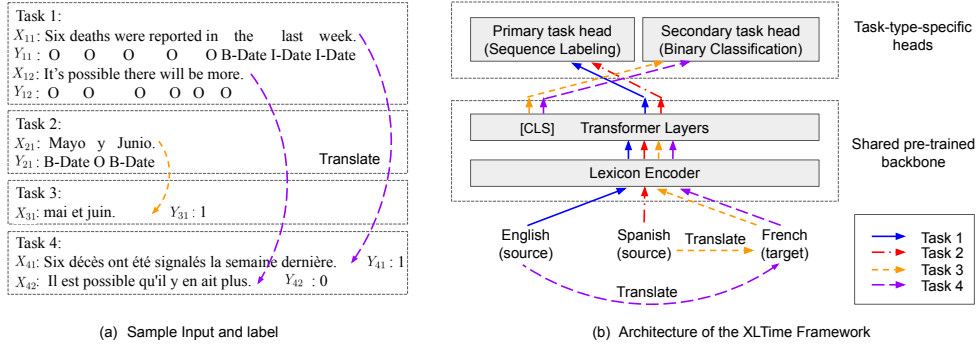 Task 1:
X11: Six deaths were reported in the last week.
Y11 : O O O O O B-Date I-Date I-Date
X12: It's possible there will be more.
Y12: O O O O O O
Task 2:
X21: Mayo y Junio.
Y21: B-Date O B-Date
Translate
Task 3:
X31: mai et juin. Y31 : 1
Task 4:
X41: Six décès ont été signalés la semaine dernière. Y41 : 1
X42: Il est possible qu'il y en ait plus. Y42 : 0
(a) Sample Input and label
Primary task head
(Sequence Labeling)
Secondary task head
(Binary Classification)
Task-type-specific
heads
[CLS] Transformer Layers
Lexicon Encoder
Shared pre-trained
backbone
English
(source)
Spanish
(source)
Translate
French
(target)
Translate
Task 1
Task 2
Task 3
Task 4
(b) Architecture of the XLTime Framework